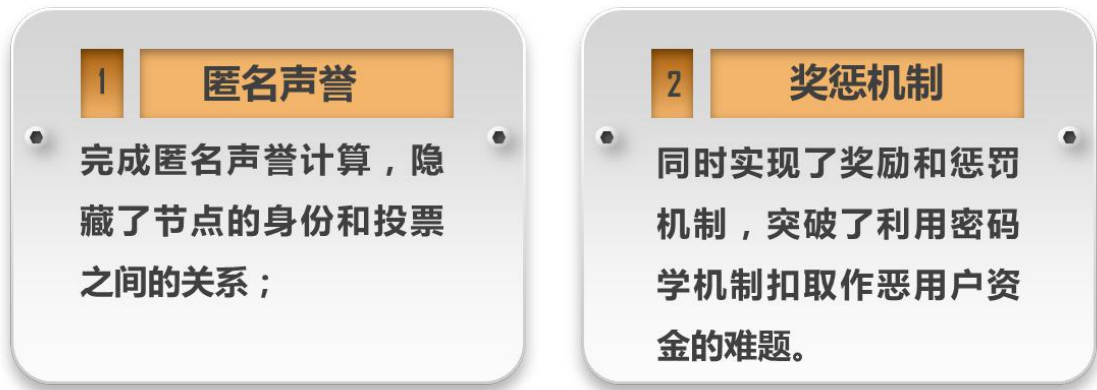 1 匿名声誉
完成匿名声誉计算，隐
藏了节点的身份和投票
之间的关系；
2 奖惩机制
同时实现了奖励和惩罚
机制，突破了利用密码
学机制扣取作恶用户资
金的难题。